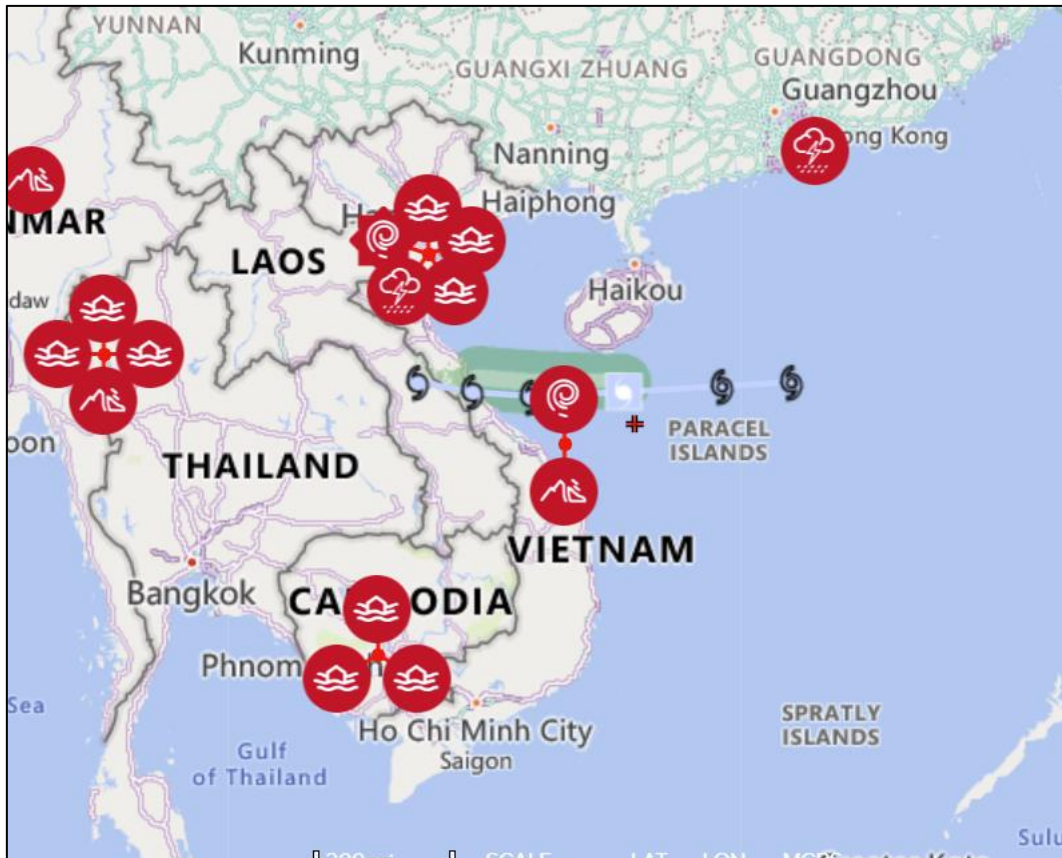 YUNNAN
Kunming
GUANGXI ZHUANG
GUANGDONG
Guangzhou
ong Kong
Nanning
Haiphong
Ha
NMAR
LAOS
Haikou
daw
oon
PARACEL
ISLANDS
THAILAND
VIETNAM
Bangkok
CA ODIA
Phnom h
Ho Chi Minh City
Saigon
Sea
Gulf
of Thailand
SPRATLY
ISLANDS
Sulu
SCALE LAT LON